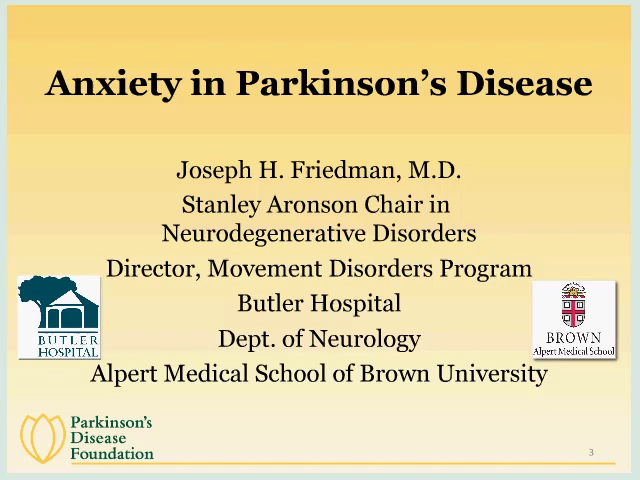 Anxiety in Parkinson’s Disease
Joseph H. Friedman, M.D.
Stanley Aronson Chair in
Neurodegenerative Disorders
Director, Movement Disorders Program
Butler Hospital
Dept. of Neurology
Alpert Medical School of Brown University
BUTLER
HOSPITAL
BROWN
Alpert Medical School
Parkinson’s
Disease
Foundation
3